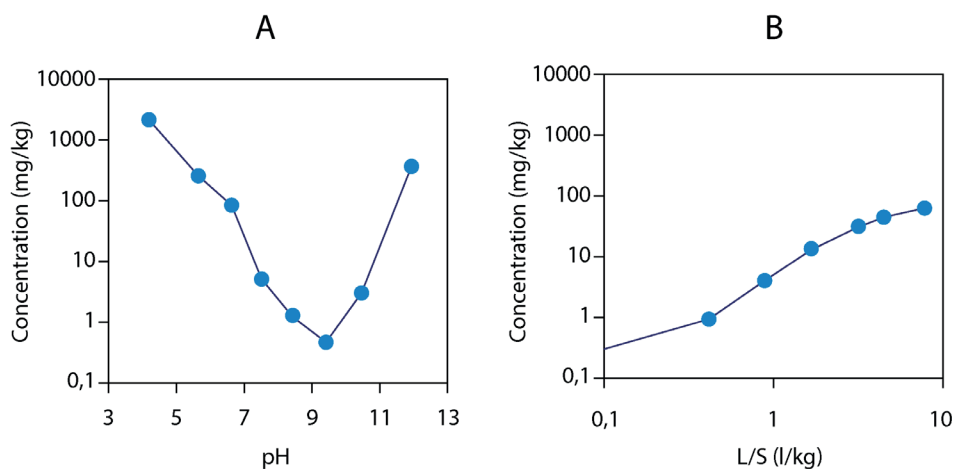 A
Concentration (mg/kg)
10000
1000
100
10
1
0,1
3 5 7 9 11 13
pH
B
Concentration (mg/kg)
10000
1000
100
10
1
0,1
0,1 1 10
L/S (l/kg)